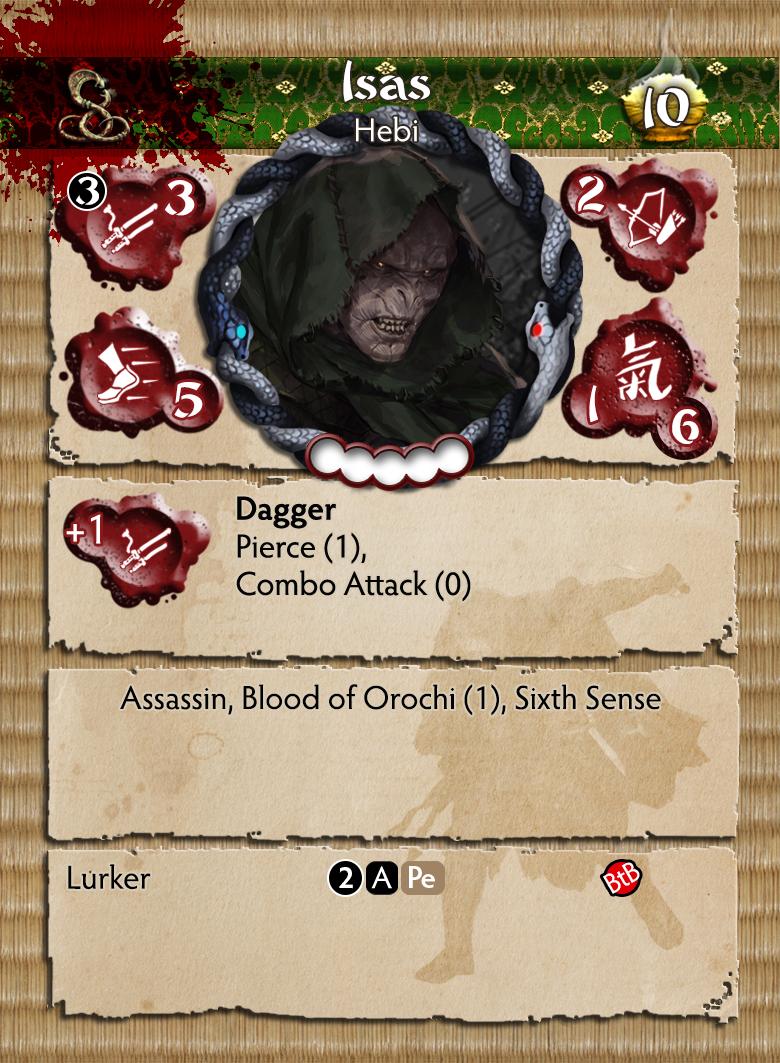 Isas
10
Hebi
3 3
2
5
氣
1 6
+1
Dagger
Pierce (1),
Combo Attack (0)
Assassin, Blood of Orochi (1), Sixth Sense
Lurker 2 A Pe BtB